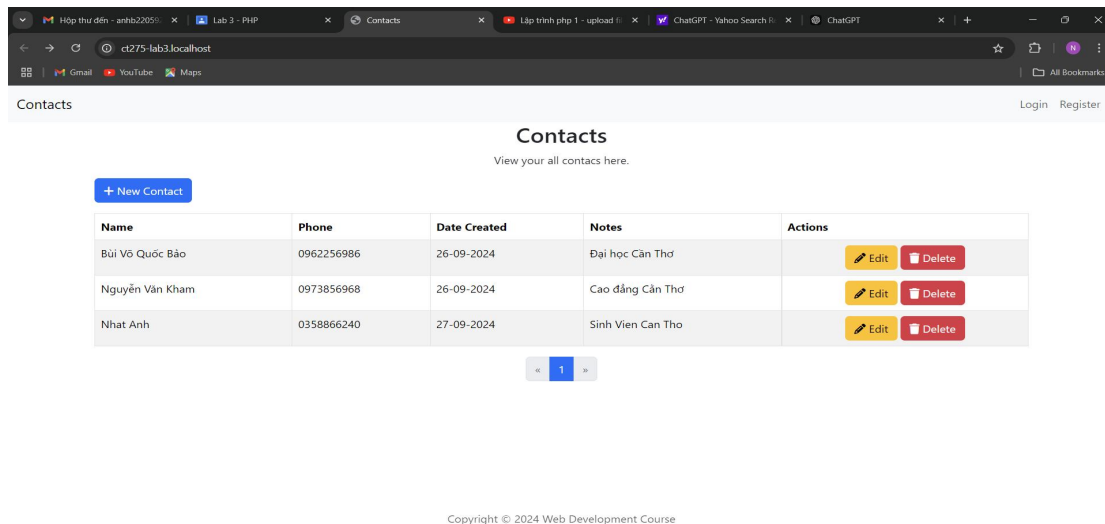 Hộp thư đến - anhb22059 Lab 3 - PHP Contacts Lập trình php 1 - upload fi ChatGPT - Yahoo Search Re ChatGPT
ct275-lab3.localhost N
Gmail YouTube Maps All Bookmarks
Contacts Login Register
Contacts
View your all contacs here.
+ New Contact
Name Phone Date Created Notes Actions
Bùi Võ Quốc Bảo 0962256986 26-09-2024 Đại học Cần Thơ Edit Delete
Nguyễn Văn Kham 0973856968 26-09-2024 Cao đẳng Cần Thơ Edit Delete
Nhat Anh 0358866240 27-09-2024 Sinh Vien Can Tho Edit Delete
« 1 »
Copyright © 2024 Web Development Course